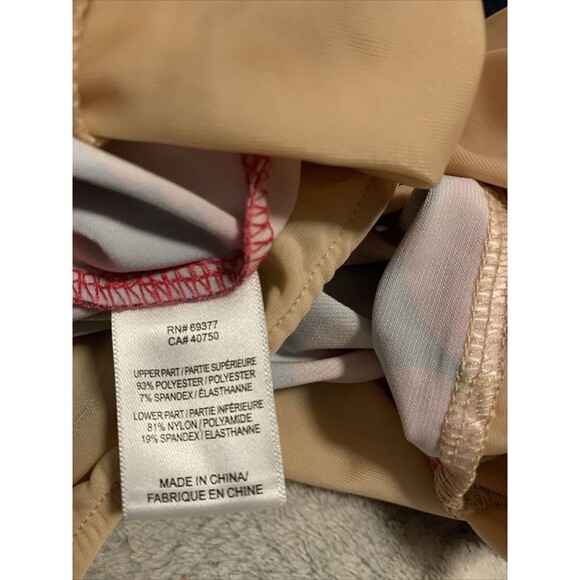 RN# 69377
CA# 40750
UPPER PART / PARTIE SUPÉRIEURE
93% POLYESTER / POLYESTER
7% SPANDEX / ÉLASTHANNE
LOWER PART / PARTIE INFÉRIEURE
81% NYLON / POLYAMIDE
19% SPANDEX / ÉLASTHANNE
MADE IN CHINA/
FABRIQUE EN CHINE